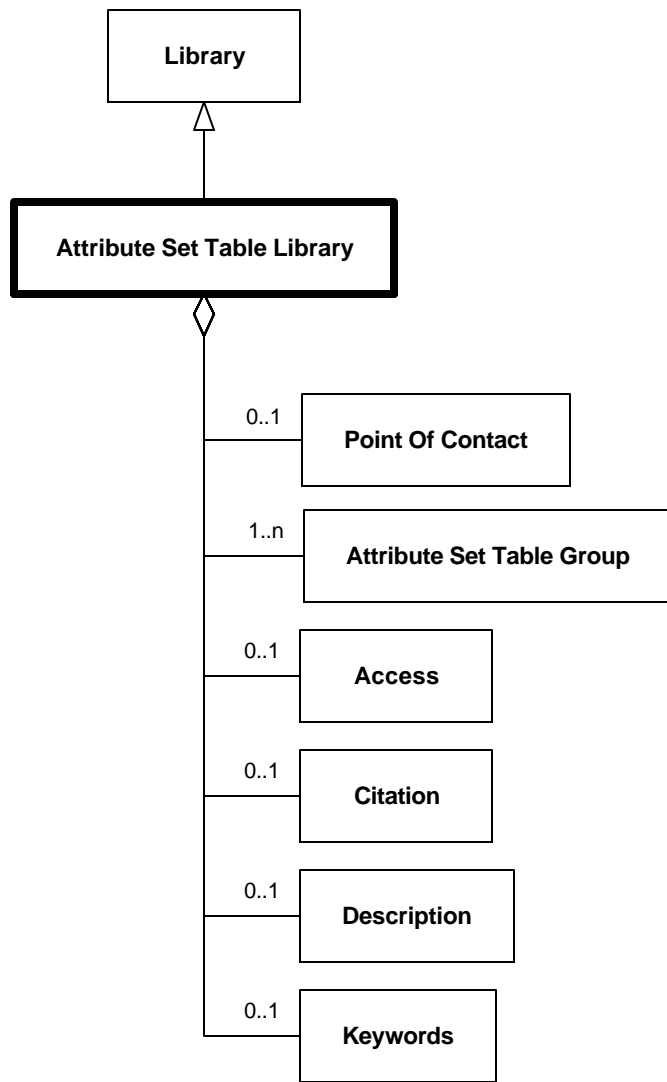 Library
Attribute Set Table Library
0..1
Point Of Contact
1..n
Attribute Set Table Group
0..1
Access
0..1
Citation
0..1
Description
0..1
Keywords